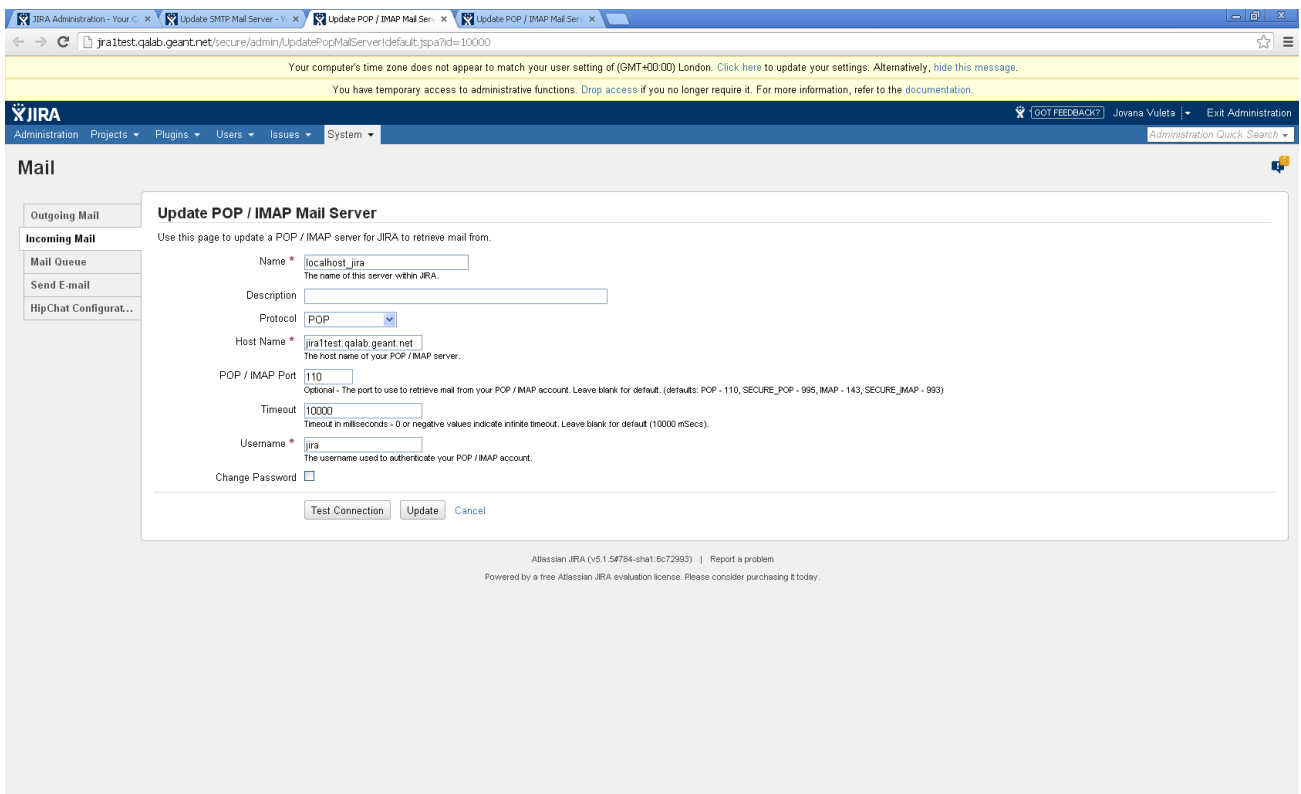 JIRA Administration - Your C
Update SMTP Mail Server - Y
Update POP / IMAP Mail Serv
Update POP / IMAP Mail Serv
jira1test.qalab.geant.net/secure/admin/UpdatePopMailServer!default.jspa?id=10000
Your computer's time zone does not appear to match your user setting of (GMT+00:00) London. Click here to update your settings. Alternatively, hide this message.
You have temporary access to administrative functions. Drop access if you no longer require it. For more information, refer to the documentation.
JIRA
GOT FEEDBACK? Jovana Vuleta Exit Administration
Administration Projects Plugins Users Issues System Administration Quick Search
Mail
Outgoing Mail
Incoming Mail
Mail Queue
Send E-mail
HipChat Configurat...
Update POP / IMAP Mail Server
Use this page to update a POP / IMAP server for JIRA to retrieve mail from.
Name * localhost_jira
The name of this server within JIRA.
Description
Protocol POP
Host Name * jira1test.qalab.geant.net
The host name of your POP / IMAP server.
POP / IMAP Port 110
Optional - The port to use to retrieve mail from your POP / IMAP account. Leave blank for default. (defaults: POP - 110, SECURE_POP - 995, IMAP - 143, SECURE_IMAP - 993)
Timeout 10000
Timeout in milliseconds - 0 or negative values indicate infinite timeout. Leave blank for default (10000 mSecs).
Username * jira
The username used to authenticate your POP / IMAP account.
Change Password
Test Connection Update Cancel
Atlassian JIRA (v5.1.5#784-sha1:6c72993) | Report a problem
Powered by a free Atlassian JIRA evaluation license. Please consider purchasing it today.